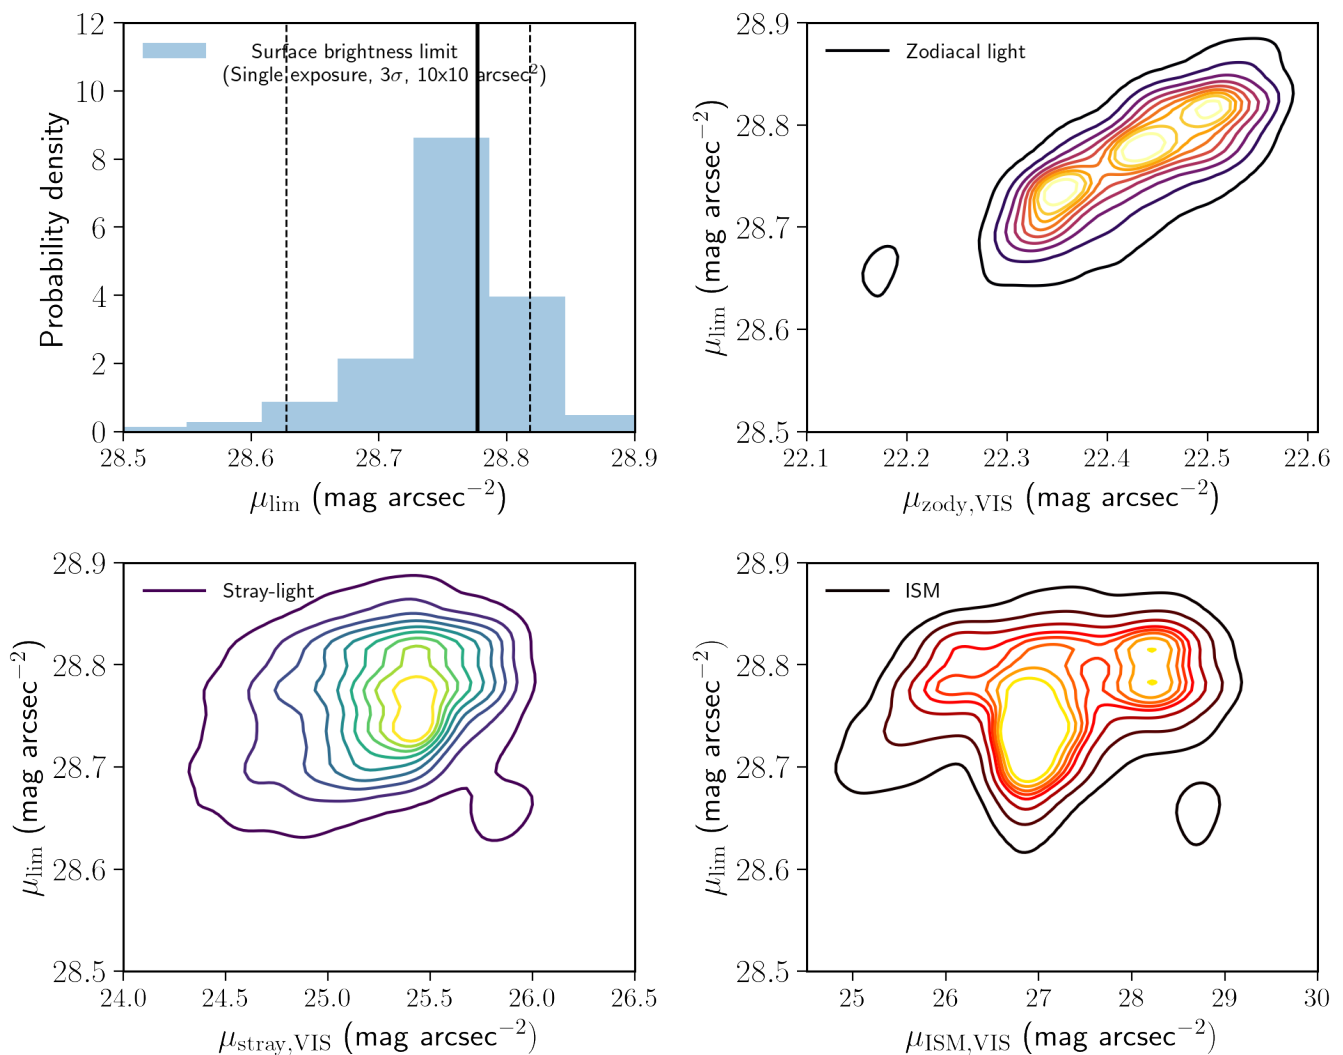 12
10
8
6
4
2
0
Probability density
Surface brightness limit
(Single exposure, 3σ, 10x10 arcsec²)
28.5 28.6 28.7 28.8 28.9
μlim (mag arcsec⁻²)
28.9
28.8
28.7
28.6
28.5
μlim (mag arcsec⁻²)
Zodiacal light
22.1 22.2 22.3 22.4 22.5 22.6
μzody,VIS (mag arcsec⁻²)
28.9
28.8
28.7
28.6
28.5
μlim (mag arcsec⁻²)
Stray-light
24.0 24.5 25.0 25.5 26.0 26.5
μstray,VIS (mag arcsec⁻²)
28.9
28.8
28.7
28.6
28.5
μlim (mag arcsec⁻²)
ISM
25 26 27 28 29 30
μISM,VIS (mag arcsec⁻²)